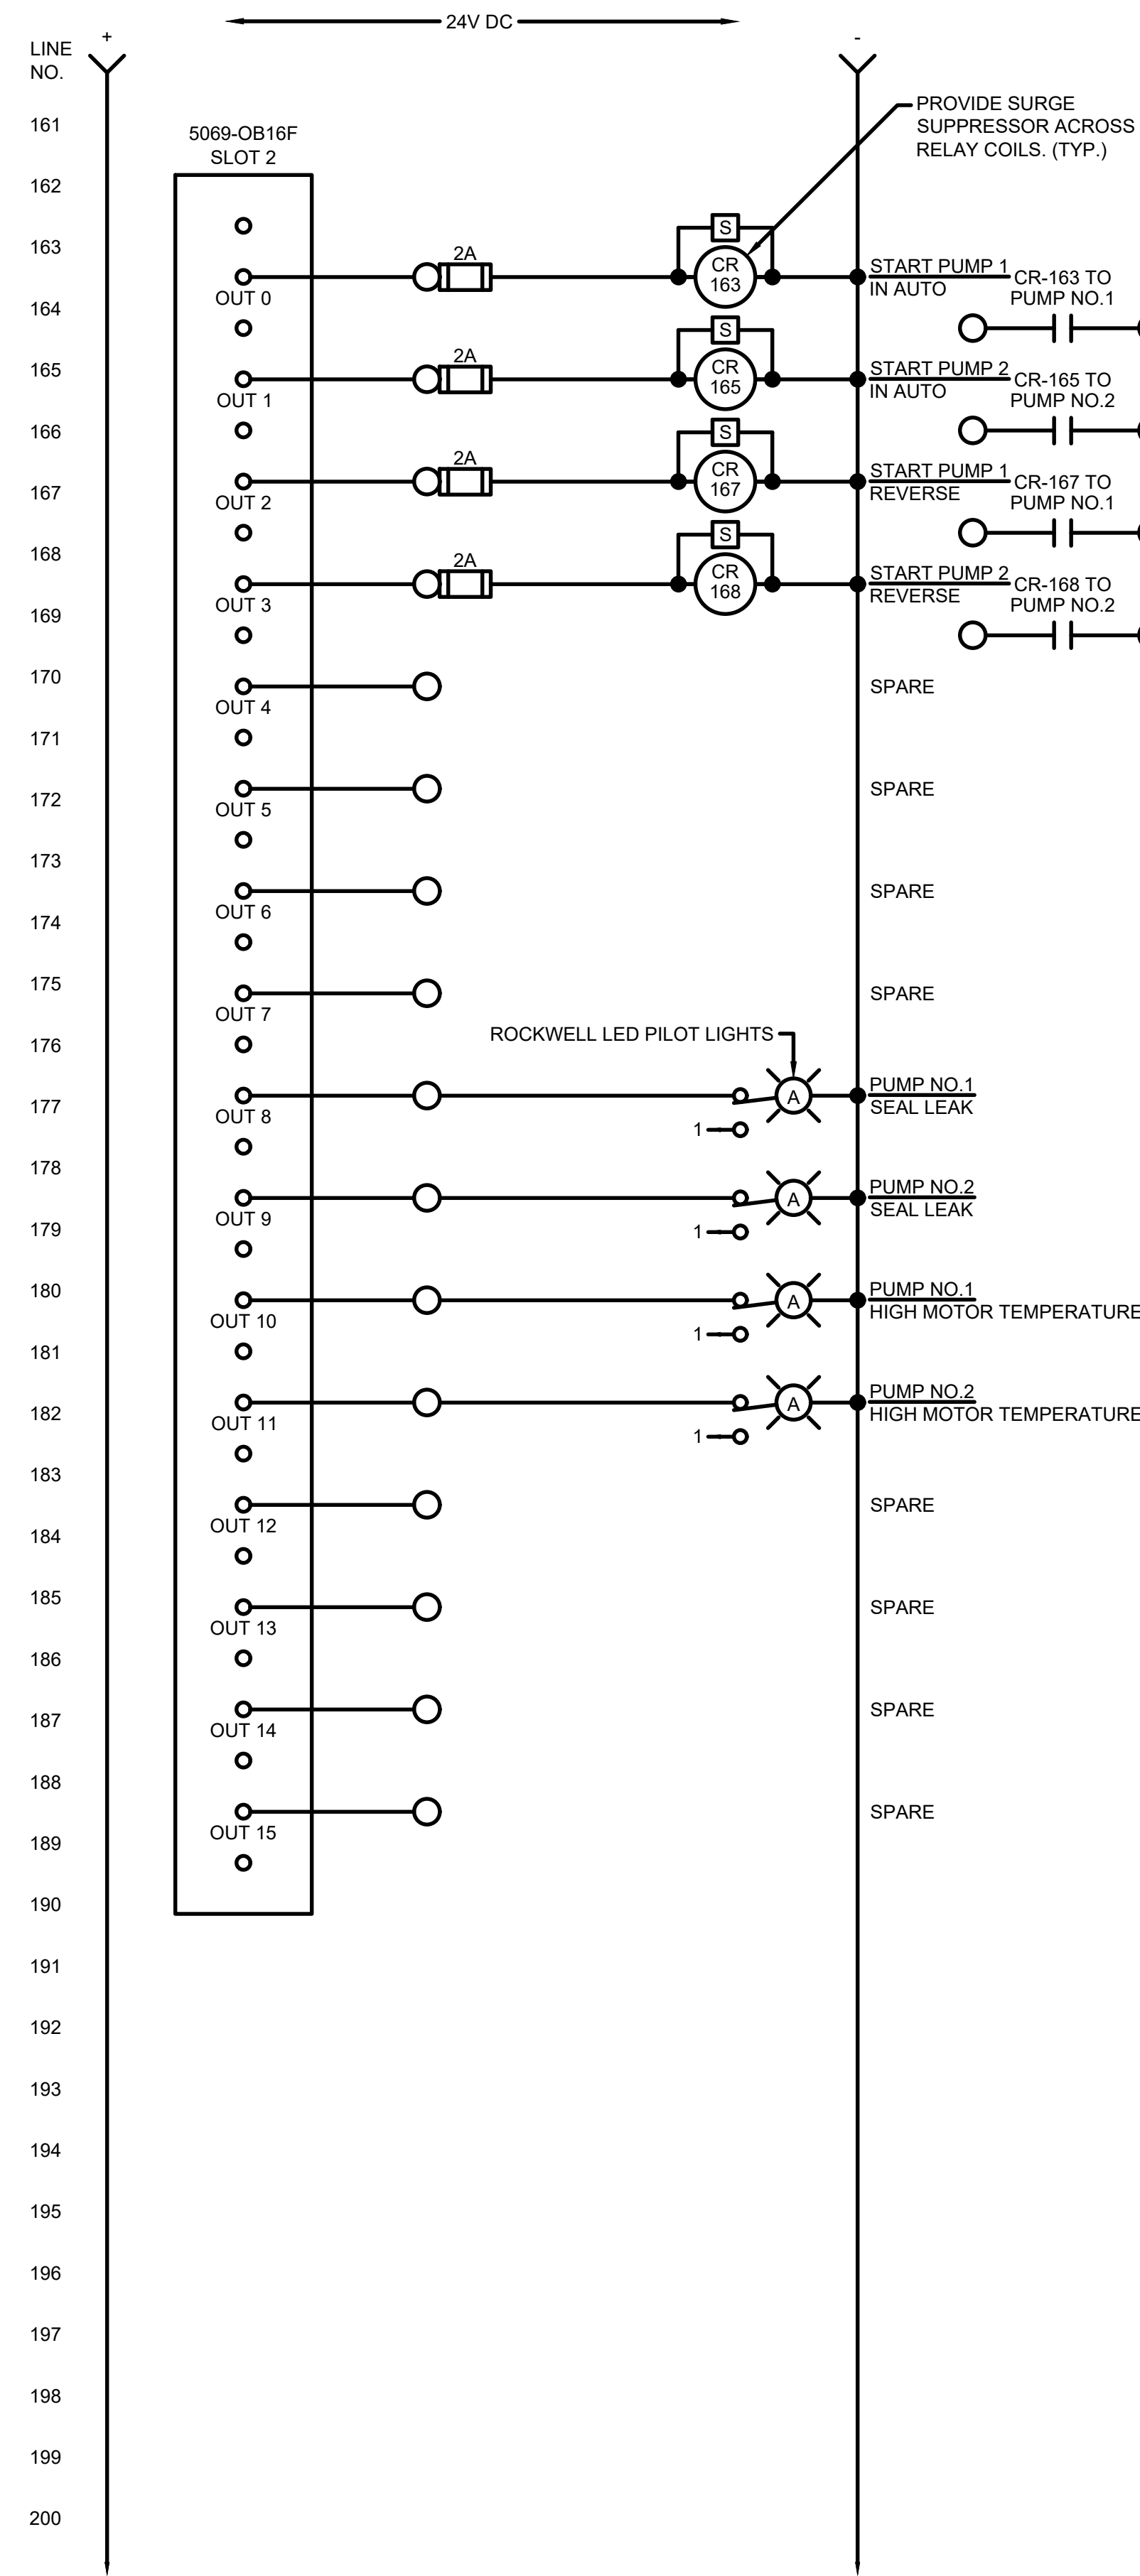 24V DC
+
-
LINE
NO.
PROVIDE SURGE
SUPPRESSOR ACROSS
RELAY COILS. (TYP.)
161
5069-OB16F
SLOT 2
162
S
163
2A
CR
163
START PUMP 1
IN AUTO
CR-163 TO
PUMP NO.1
OUT 0
164
S
165
2A
CR
165
START PUMP 2
IN AUTO
CR-165 TO
PUMP NO.2
OUT 1
166
S
167
2A
CR
167
START PUMP 1
REVERSE
CR-167 TO
PUMP NO.1
OUT 2
168
S
2A
CR
168
START PUMP 2
REVERSE
CR-168 TO
PUMP NO.2
OUT 3
169
170
SPARE
OUT 4
171
172
SPARE
OUT 5
173
SPARE
OUT 6
174
175
SPARE
OUT 7
176
ROCKWELL LED PILOT LIGHTS
177
A
PUMP NO.1
SEAL LEAK
OUT 8
1
178
A
PUMP NO.2
SEAL LEAK
OUT 9
179
1
180
A
PUMP NO.1
HIGH MOTOR TEMPERATURE
OUT 10
1
181
182
A
PUMP NO.2
HIGH MOTOR TEMPERATURE
OUT 11
1
183
SPARE
OUT 12
184
185
SPARE
OUT 13
186
187
SPARE
OUT 14
188
SPARE
OUT 15
189
190
191
192
193
194
195
196
197
198
199
200